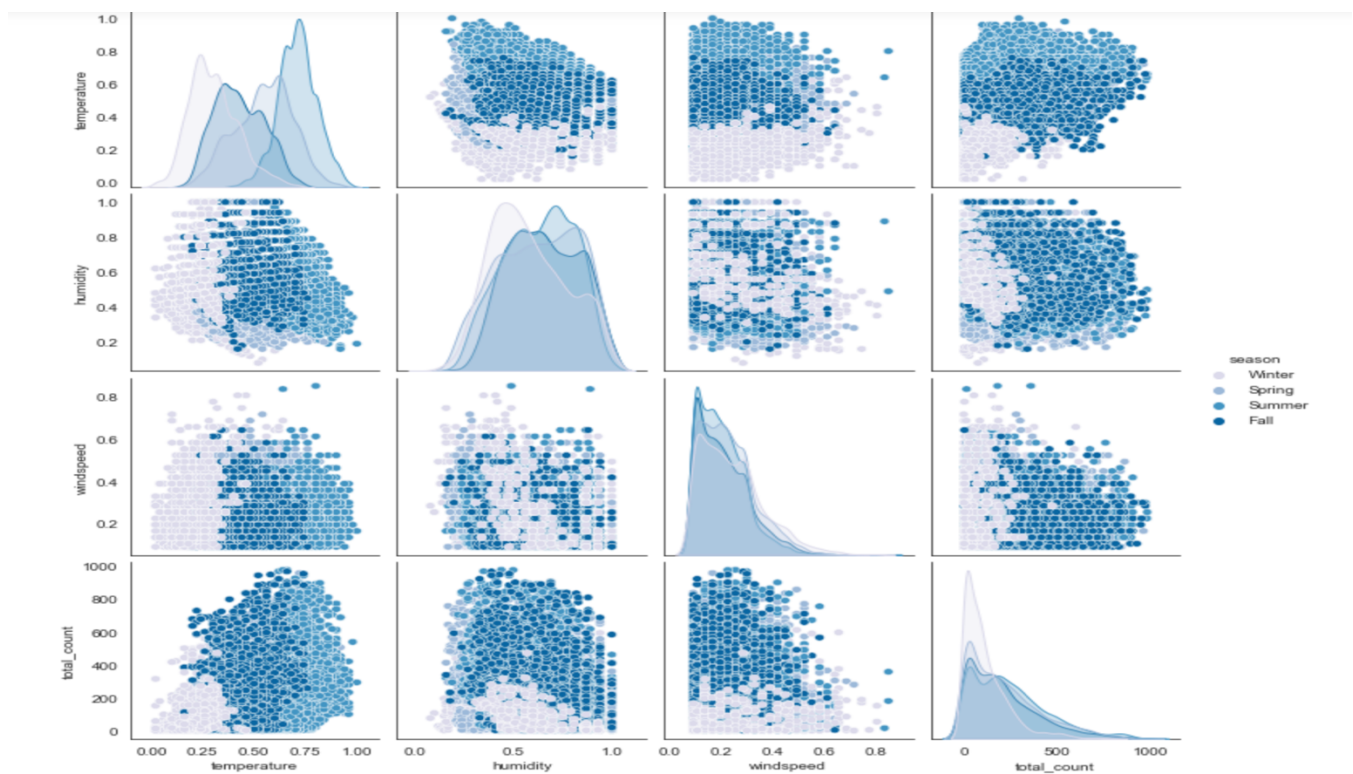 1.0
0.8
0.6
0.4
0.2
0.0
temperature
1.0
0.8
0.6
0.4
0.2
humidity
season
Winter
Spring
Summer
Fall
0.8
0.6
0.4
0.2
windspeed
1000
800
600
400
200
0
total_count
0.00 0.25 0.50 0.75 1.00 0.0 0.5 1.0 0.0 0.2 0.4 0.6 0.8 0 500 1000
temperature humidity windspeed total_count